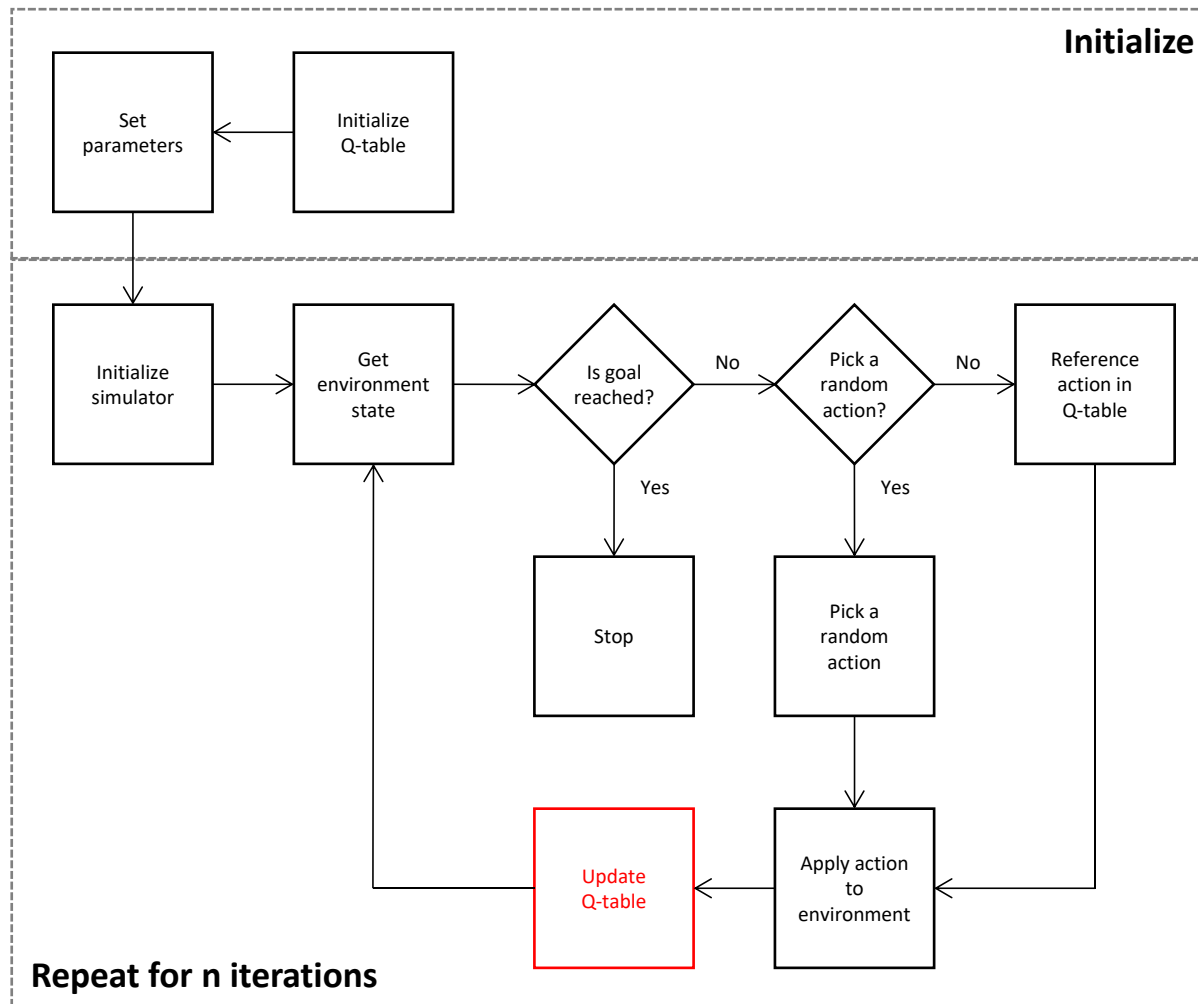 Initialize
Set
parameters
Initialize
Q-table
Initialize
simulator
Get
environment
state
Is goal
reached?
No
Pick a
random
action?
No
Reference
action in
Q-table
Yes
Yes
Stop
Pick a
random
action
Update
Q-table
Apply action
to
environment
Repeat for n iterations